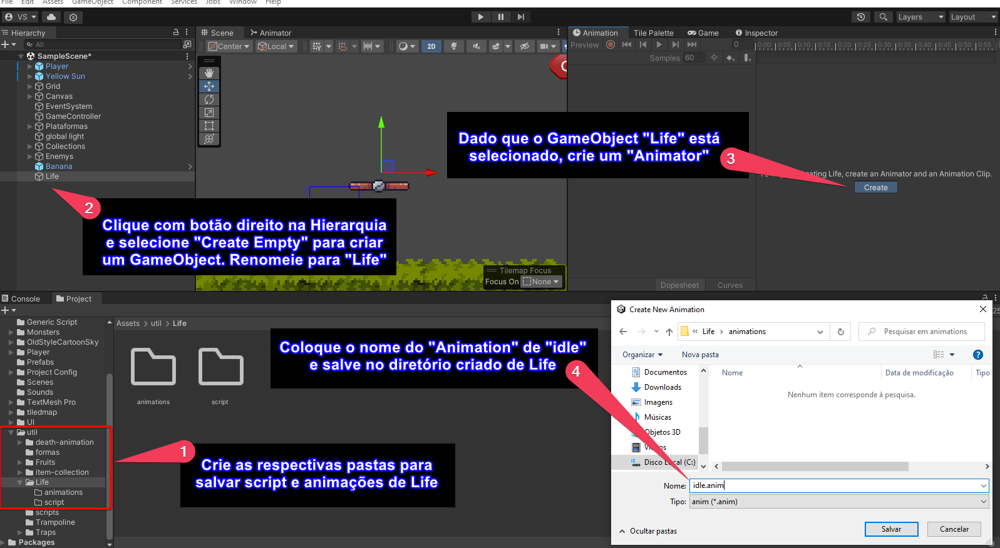 File Edit Assets GameObject Component Services Jobs Window Help
VS
Layers
Layout
Hierarchy
All
SampleScene*
Player
Yellow Sun
Grid
Canvas
EventSystem
GameController
Plataformas
global light
Collections
Enemys
Banana
Life
Scene
Animator
Center
Local
2D
Q
Tilemap Focus
Focus On None
Animation
Tile Palette
Game
Inspector
Preview
0
0:00 0:05 0:10 0:15 0:20 0:25 0:30 0:35 0:40 0:45 0:50 0:55
Samples 60
Dado que o GameObject "Life" está
selecionado, crie um "Animator"
3
ating Life, create an Animator and an Animation Clip.
Create
Dopesheet
Curves
2
Clique com botão direito na Hierarquia
e selecione "Create Empty" para criar
um GameObject. Renomeie para "Life"
Console
Project
25
Generic Script
Monsters
OldStyleCartoonSky
Player
Prefabs
Project Config
Scenes
Sounds
TextMesh Pro
tiledmap
UI
util
death-animation
formas
Fruits
item-collection
Life
animations
script
scripts
Trampoline
Traps
Packages
Assets > util > Life
animations
script
Coloque o nome do "Animation" de "idle"
e salve no diretório criado de Life
4
1
Crie as respectivas pastas para
salvar script e animações de Life
Create New Animation
« Life > animations
Pesquisar em animations
Organizar
Nova pasta
?
Documentos
Downloads
Imagens
Músicas
Objetos 3D
Vídeos
Disco Local (C:)
Nome
Data de modificação
Tipo
Nenhum item corresponde à pesquisa.
Nome: idle.anim
Tipo: anim (*.anim)
Ocultar pastas
Salvar
Cancelar